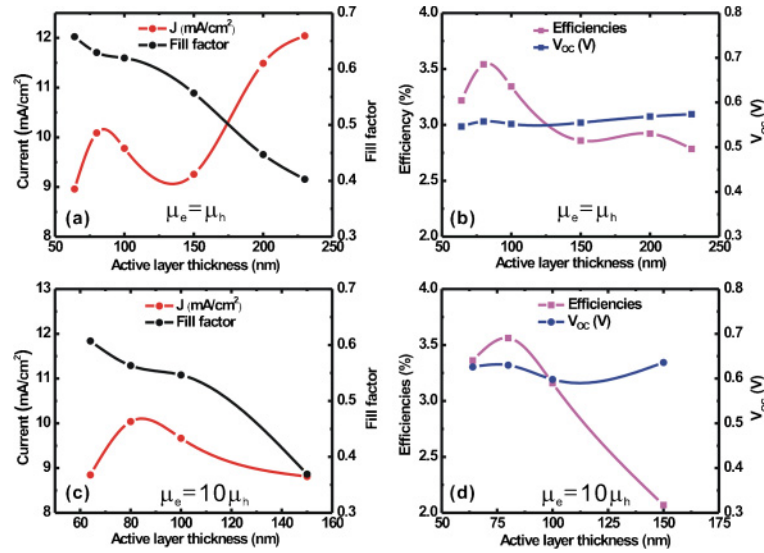 J (mA/cm²)
Fill factor
Current (mA/cm²)
12
11
10
9
8
0.7
0.6
0.5
0.4
0.3
Fill factor
(a)
μe=μh
50 100 150 200
Active layer thickness (nm)
Efficiencies
VOC (V)
Efficiency (%)
4.0
3.5
3.0
2.5
2.0
0.8
0.7
0.6
0.5
0.4
0.3
VOC (V)
(b)
μe=μh
50 100 150 200 250
Active layer thickness (nm)
J (mA/cm²)
Fill factor
Current (mA/cm²)
13
12
11
10
9
8
0.7
0.6
0.5
0.4
0.3
Fill factor
(c)
μe=10μh
60 80 100 120 140 160
Active layer thickness (nm)
Efficiencies
VOC (V)
Efficiencies (%)
4.0
3.5
3.0
2.5
2.0
0.8
0.7
0.6
0.5
0.4
0.3
VOC (V)
(d)
μe=10μh
50 75 100 125 150 175
Active layer thickness (nm)